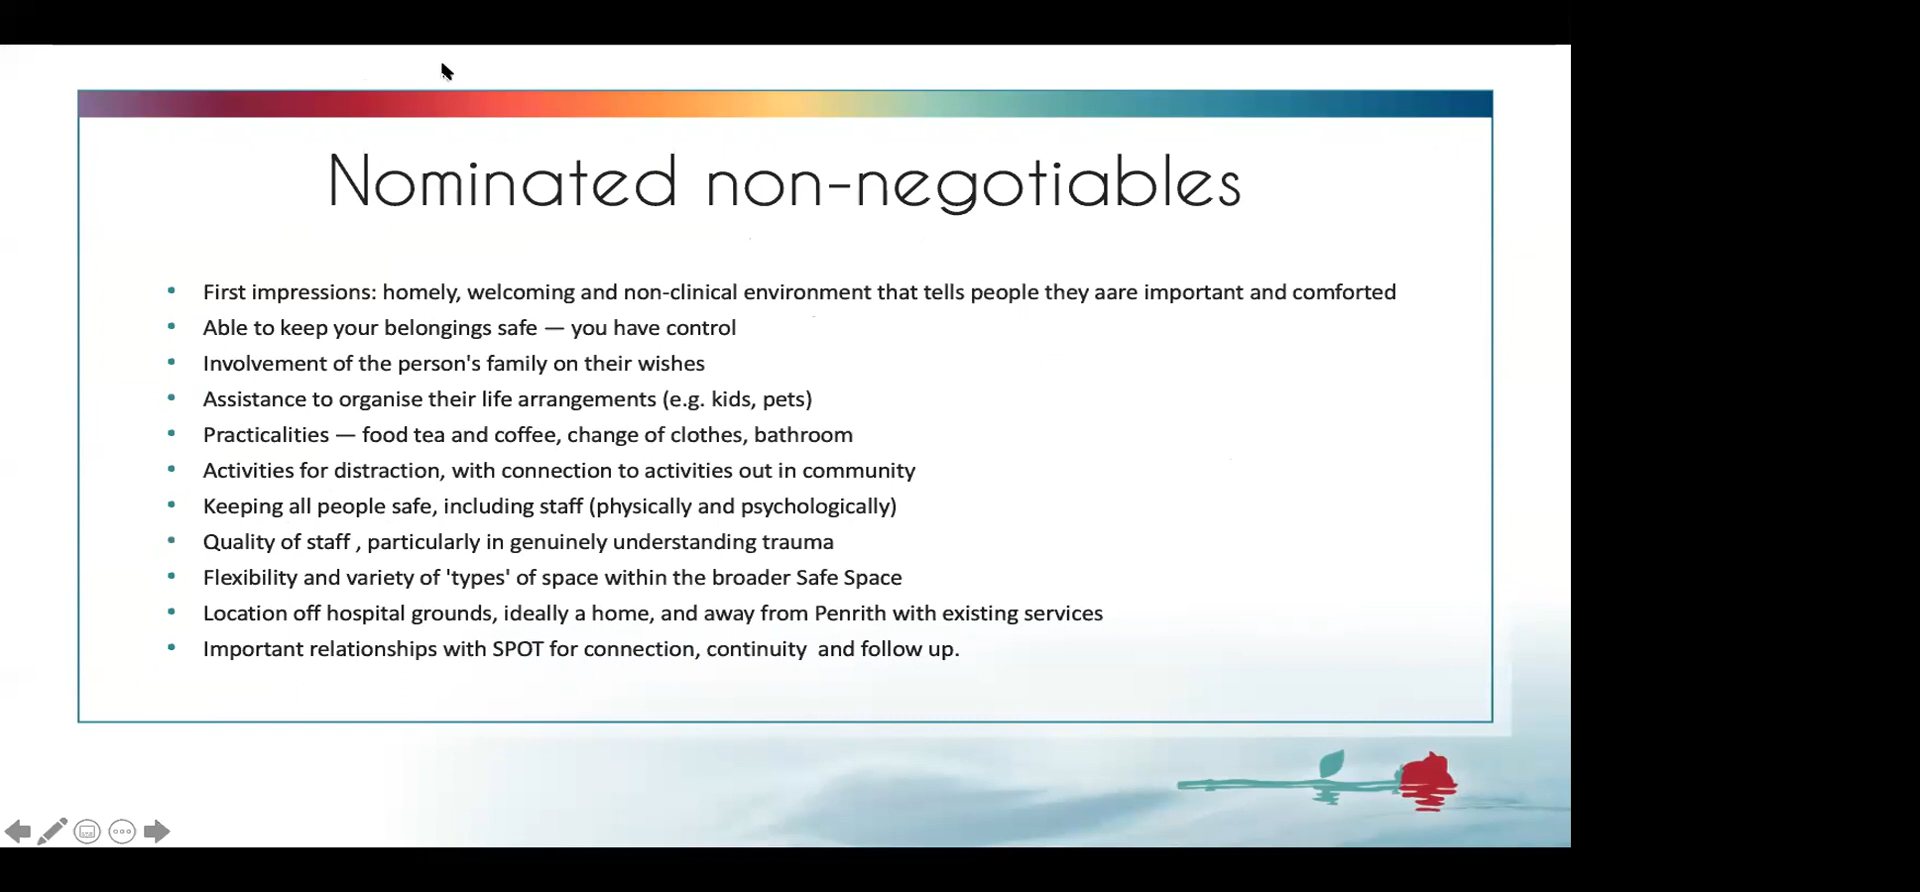 Nominated non-negotiables
• First impressions: homely, welcoming and non-clinical environment that tells people they aare important and comforted
• Able to keep your belongings safe — you have control
• Involvement of the person's family on their wishes
• Assistance to organise their life arrangements (e.g. kids, pets)
• Practicalities — food tea and coffee, change of clothes, bathroom
• Activities for distraction, with connection to activities out in community
• Keeping all people safe, including staff (physically and psychologically)
• Quality of staff , particularly in genuinely understanding trauma
• Flexibility and variety of 'types' of space within the broader Safe Space
• Location off hospital grounds, ideally a home, and away from Penrith with existing services
• Important relationships with SPOT for connection, continuity  and follow up.